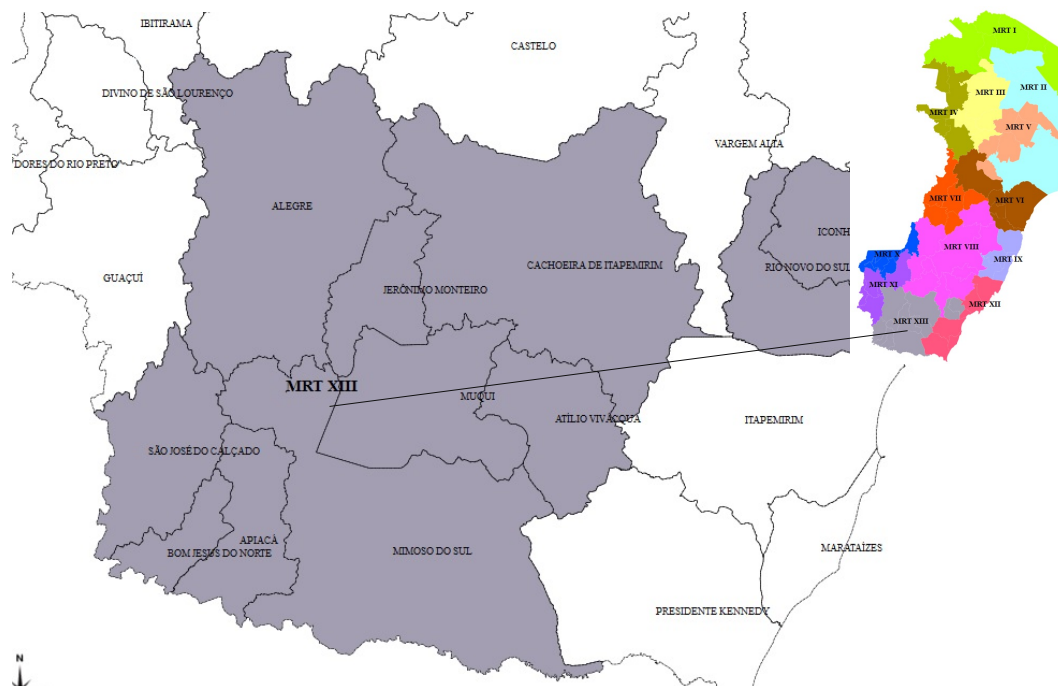 IBITIRAMA
CASTELO
DIVINO DE SÃO LOURENÇO
VARGEM ALTA
DORES DO RIO PRETO
ALEGRE
ICONH
CACHOEIRA DE ITAPEMIRIM
RIO NOVO DO SUL
GUAÇUÍ
JERÔNIMO MONTEIRO
MRT XIII
MUQUI
ATÍLIO VIVÁCQUA
ITAPEMIRIM
SÃO JOSÉ DO CALÇADO
APIACÁ
BOM JESUS DO NORTE
MIMOSO DO SUL
MARATAÍZES
PRESIDENTE KENNEDY
N
MRT I
MRT II
MRT III
MRT IV
MRT V
MRT VI
MRT VII
MRT VIII
MRT IX
MRT X
MRT XI
MRT XII
MRT XIII